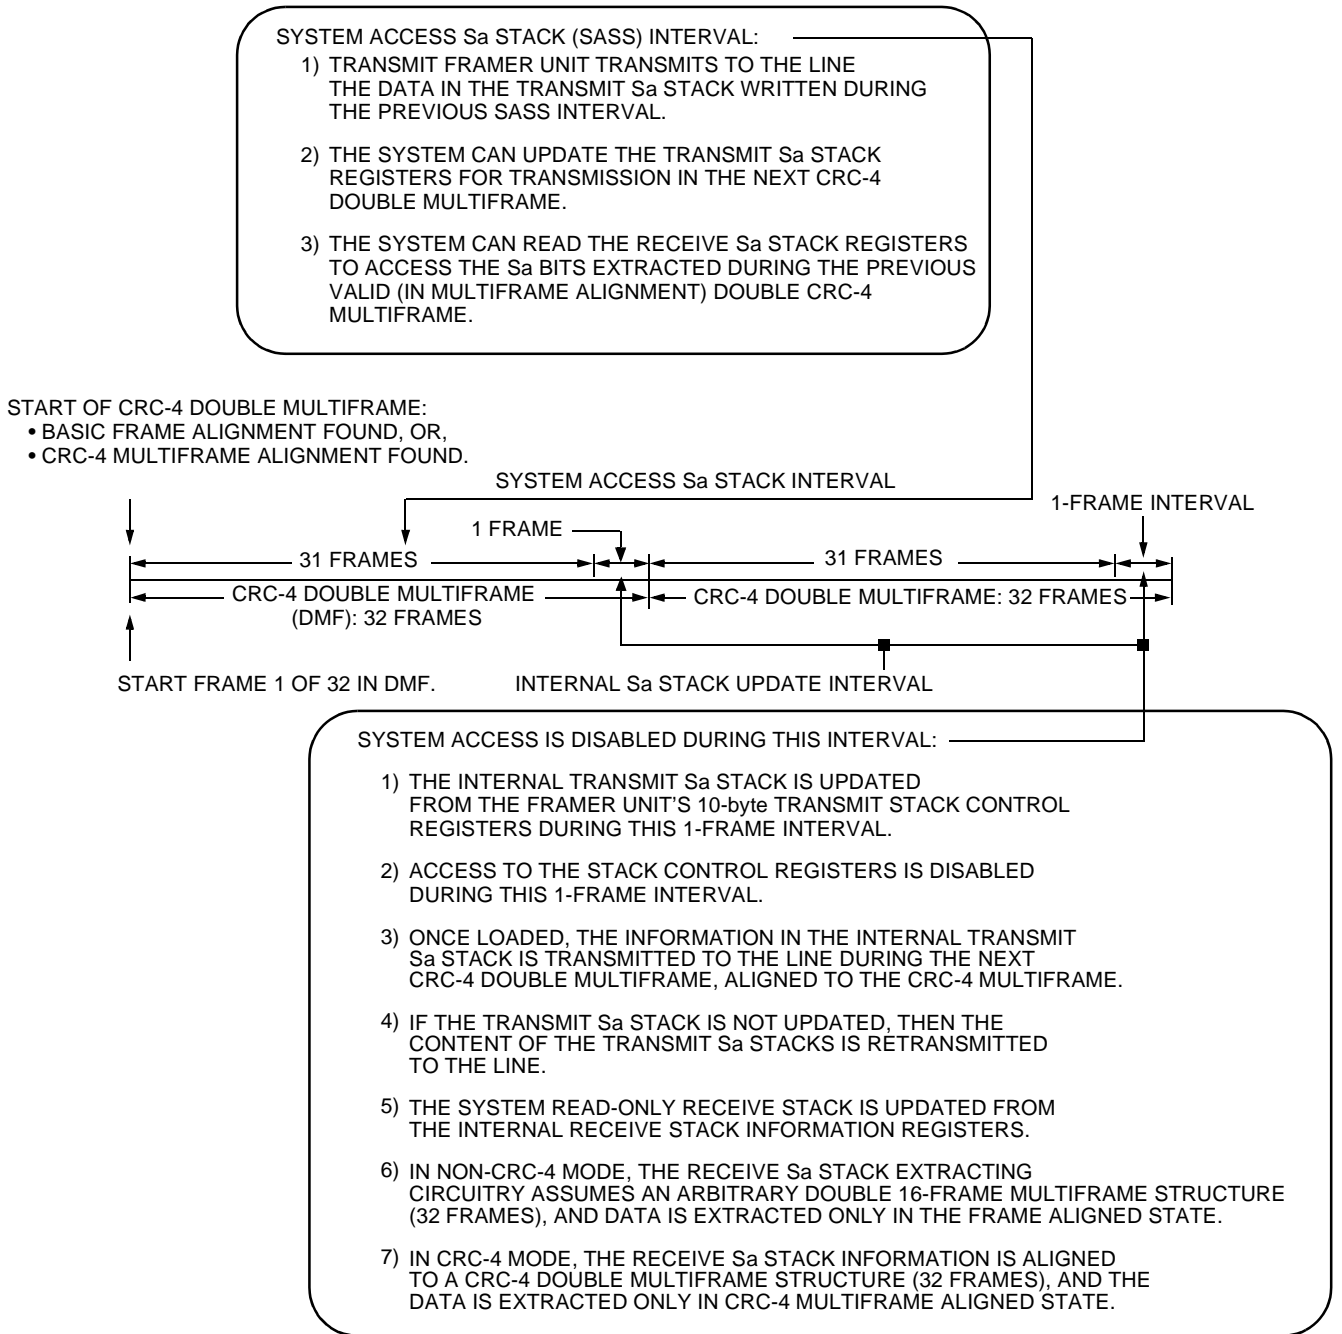 SYSTEM ACCESS Sa STACK (SASS) INTERVAL:
1) TRANSMIT FRAMER UNIT TRANSMITS TO THE LINE
THE DATA IN THE TRANSMIT Sa STACK WRITTEN DURING
THE PREVIOUS SASS INTERVAL.
2) THE SYSTEM CAN UPDATE THE TRANSMIT Sa STACK
REGISTERS FOR TRANSMISSION IN THE NEXT CRC-4
DOUBLE MULTIFRAME.
3) THE SYSTEM CAN READ THE RECEIVE Sa STACK REGISTERS
TO ACCESS THE Sa BITS EXTRACTED DURING THE PREVIOUS
VALID (IN MULTIFRAME ALIGNMENT) DOUBLE CRC-4
MULTIFRAME.
START OF CRC-4 DOUBLE MULTIFRAME:
• BASIC FRAME ALIGNMENT FOUND, OR,
• CRC-4 MULTIFRAME ALIGNMENT FOUND.
SYSTEM ACCESS Sa STACK INTERVAL
1-FRAME INTERVAL
1 FRAME
31 FRAMES
31 FRAMES
CRC-4 DOUBLE MULTIFRAME
(DMF): 32 FRAMES
CRC-4 DOUBLE MULTIFRAME: 32 FRAMES
START FRAME 1 OF 32 IN DMF.
INTERNAL Sa STACK UPDATE INTERVAL
SYSTEM ACCESS IS DISABLED DURING THIS INTERVAL:
1) THE INTERNAL TRANSMIT Sa STACK IS UPDATED
FROM THE FRAMER UNIT’S 10-byte TRANSMIT STACK CONTROL
REGISTERS DURING THIS 1-FRAME INTERVAL.
2) ACCESS TO THE STACK CONTROL REGISTERS IS DISABLED
DURING THIS 1-FRAME INTERVAL.
3) ONCE LOADED, THE INFORMATION IN THE INTERNAL TRANSMIT
Sa STACK IS TRANSMITTED TO THE LINE DURING THE NEXT
CRC-4 DOUBLE MULTIFRAME, ALIGNED TO THE CRC-4 MULTIFRAME.
4) IF THE TRANSMIT Sa STACK IS NOT UPDATED, THEN THE
CONTENT OF THE TRANSMIT Sa STACKS IS RETRANSMITTED
TO THE LINE.
5) THE SYSTEM READ-ONLY RECEIVE STACK IS UPDATED FROM
THE INTERNAL RECEIVE STACK INFORMATION REGISTERS.
6) IN NON-CRC-4 MODE, THE RECEIVE Sa STACK EXTRACTING
CIRCUITRY ASSUMES AN ARBITRARY DOUBLE 16-FRAME MULTIFRAME STRUCTURE
(32 FRAMES), AND DATA IS EXTRACTED ONLY IN THE FRAME ALIGNED STATE.
7) IN CRC-4 MODE, THE RECEIVE Sa STACK INFORMATION IS ALIGNED
TO A CRC-4 DOUBLE MULTIFRAME STRUCTURE (32 FRAMES), AND THE
DATA IS EXTRACTED ONLY IN CRC-4 MULTIFRAME ALIGNED STATE.